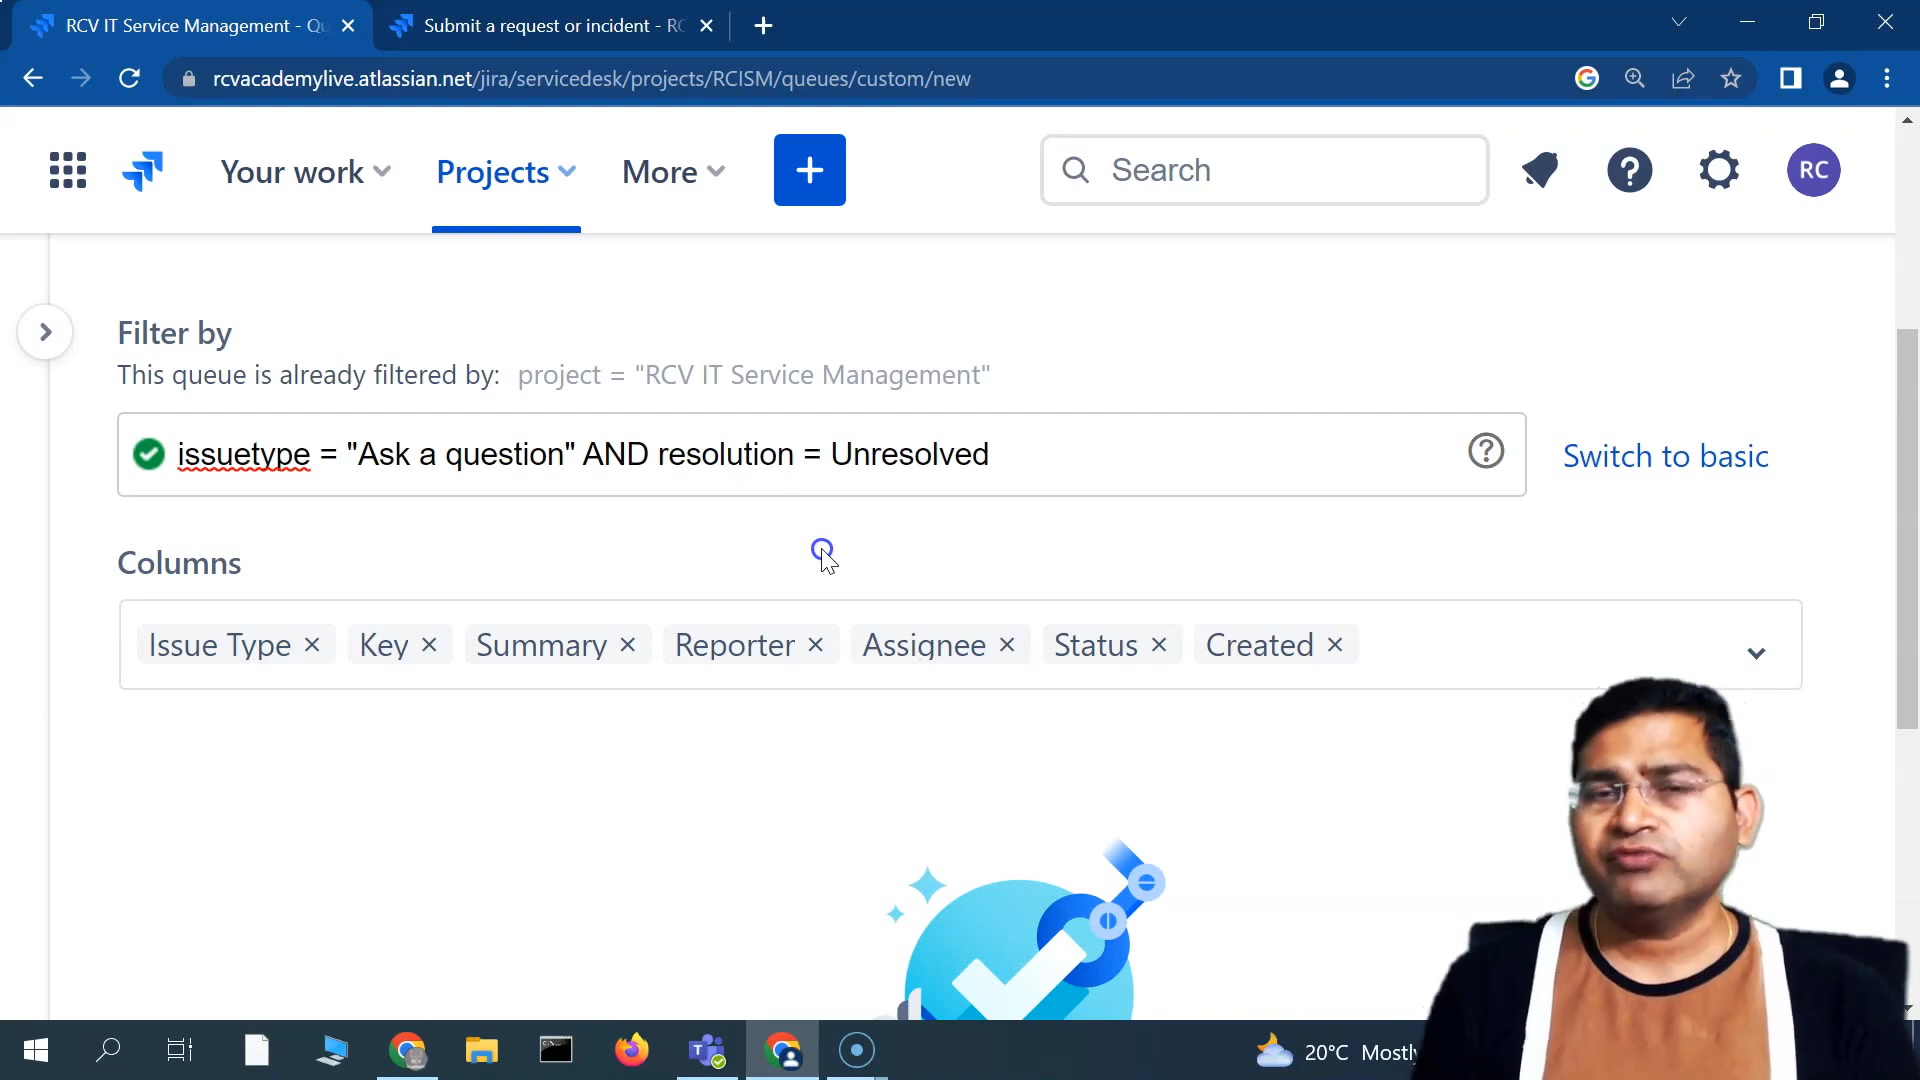 RCV IT Service Management - Qu
Submit a request or incident - RC
rcvacademylive.atlassian.net/jira/servicedesk/projects/RCISM/queues/custom/new
Your work
Projects
More
Search
RC
Filter by
This queue is already filtered by: project = "RCV IT Service Management"
issuetype = "Ask a question" AND resolution = Unresolved
Switch to basic
Columns
Issue Type
Key
Summary
Reporter
Assignee
Status
Created
20°C Mostly